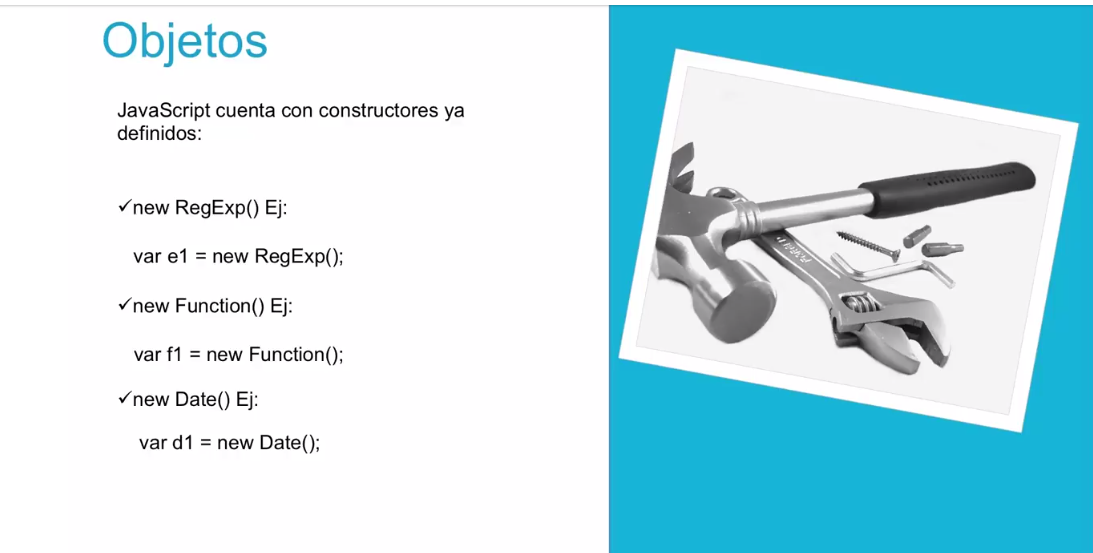 Objetos
JavaScript cuenta con constructores ya
definidos:
✓new RegExp() Ej:
var e1 = new RegExp();
✓new Function() Ej:
var f1 = new Function();
✓new Date() Ej:
var d1 = new Date();